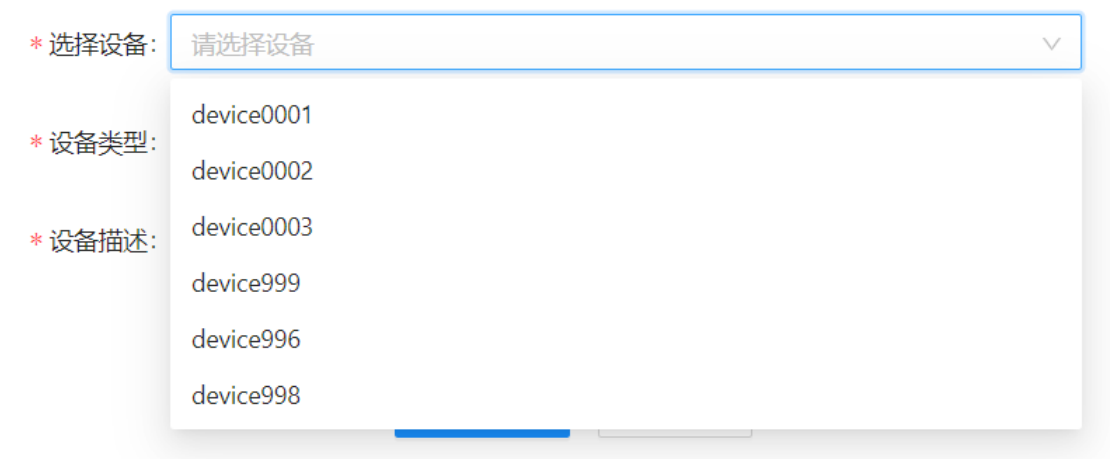 * 选择设备: 请选择设备
device0001
* 设备类型:
device0002
device0003
* 设备描述:
device999
device996
device998